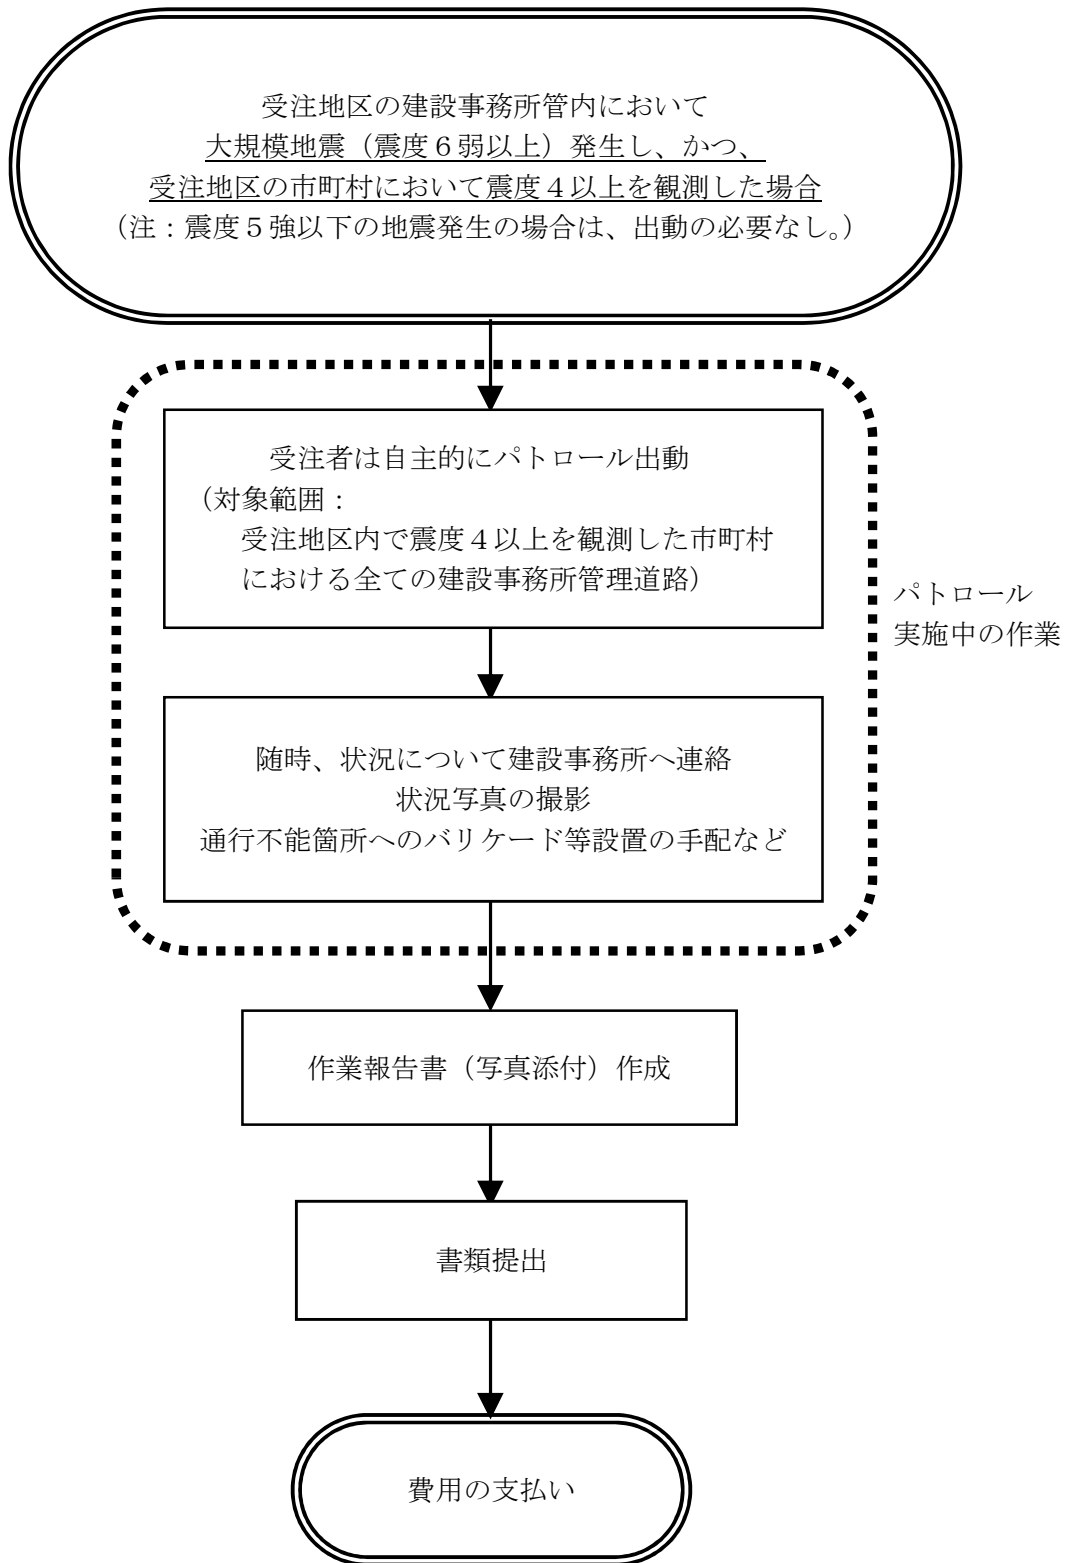 受注地区の建設事務所管内において
大規模地震（震度６弱以上）発生し、かつ、
受注地区の市町村において震度４以上を観測した場合
（注：震度５強以下の地震発生の場合は、出動の必要なし。）
受注者は自主的にパトロール出動
（対象範囲：
受注地区内で震度４以上を観測した市町村
における全ての建設事務所管理道路）
パトロール
実施中の作業
随時、状況について建設事務所へ連絡
状況写真の撮影
通行不能箇所へのバリケード等設置の手配など
作業報告書（写真添付）作成
書類提出
費用の支払い